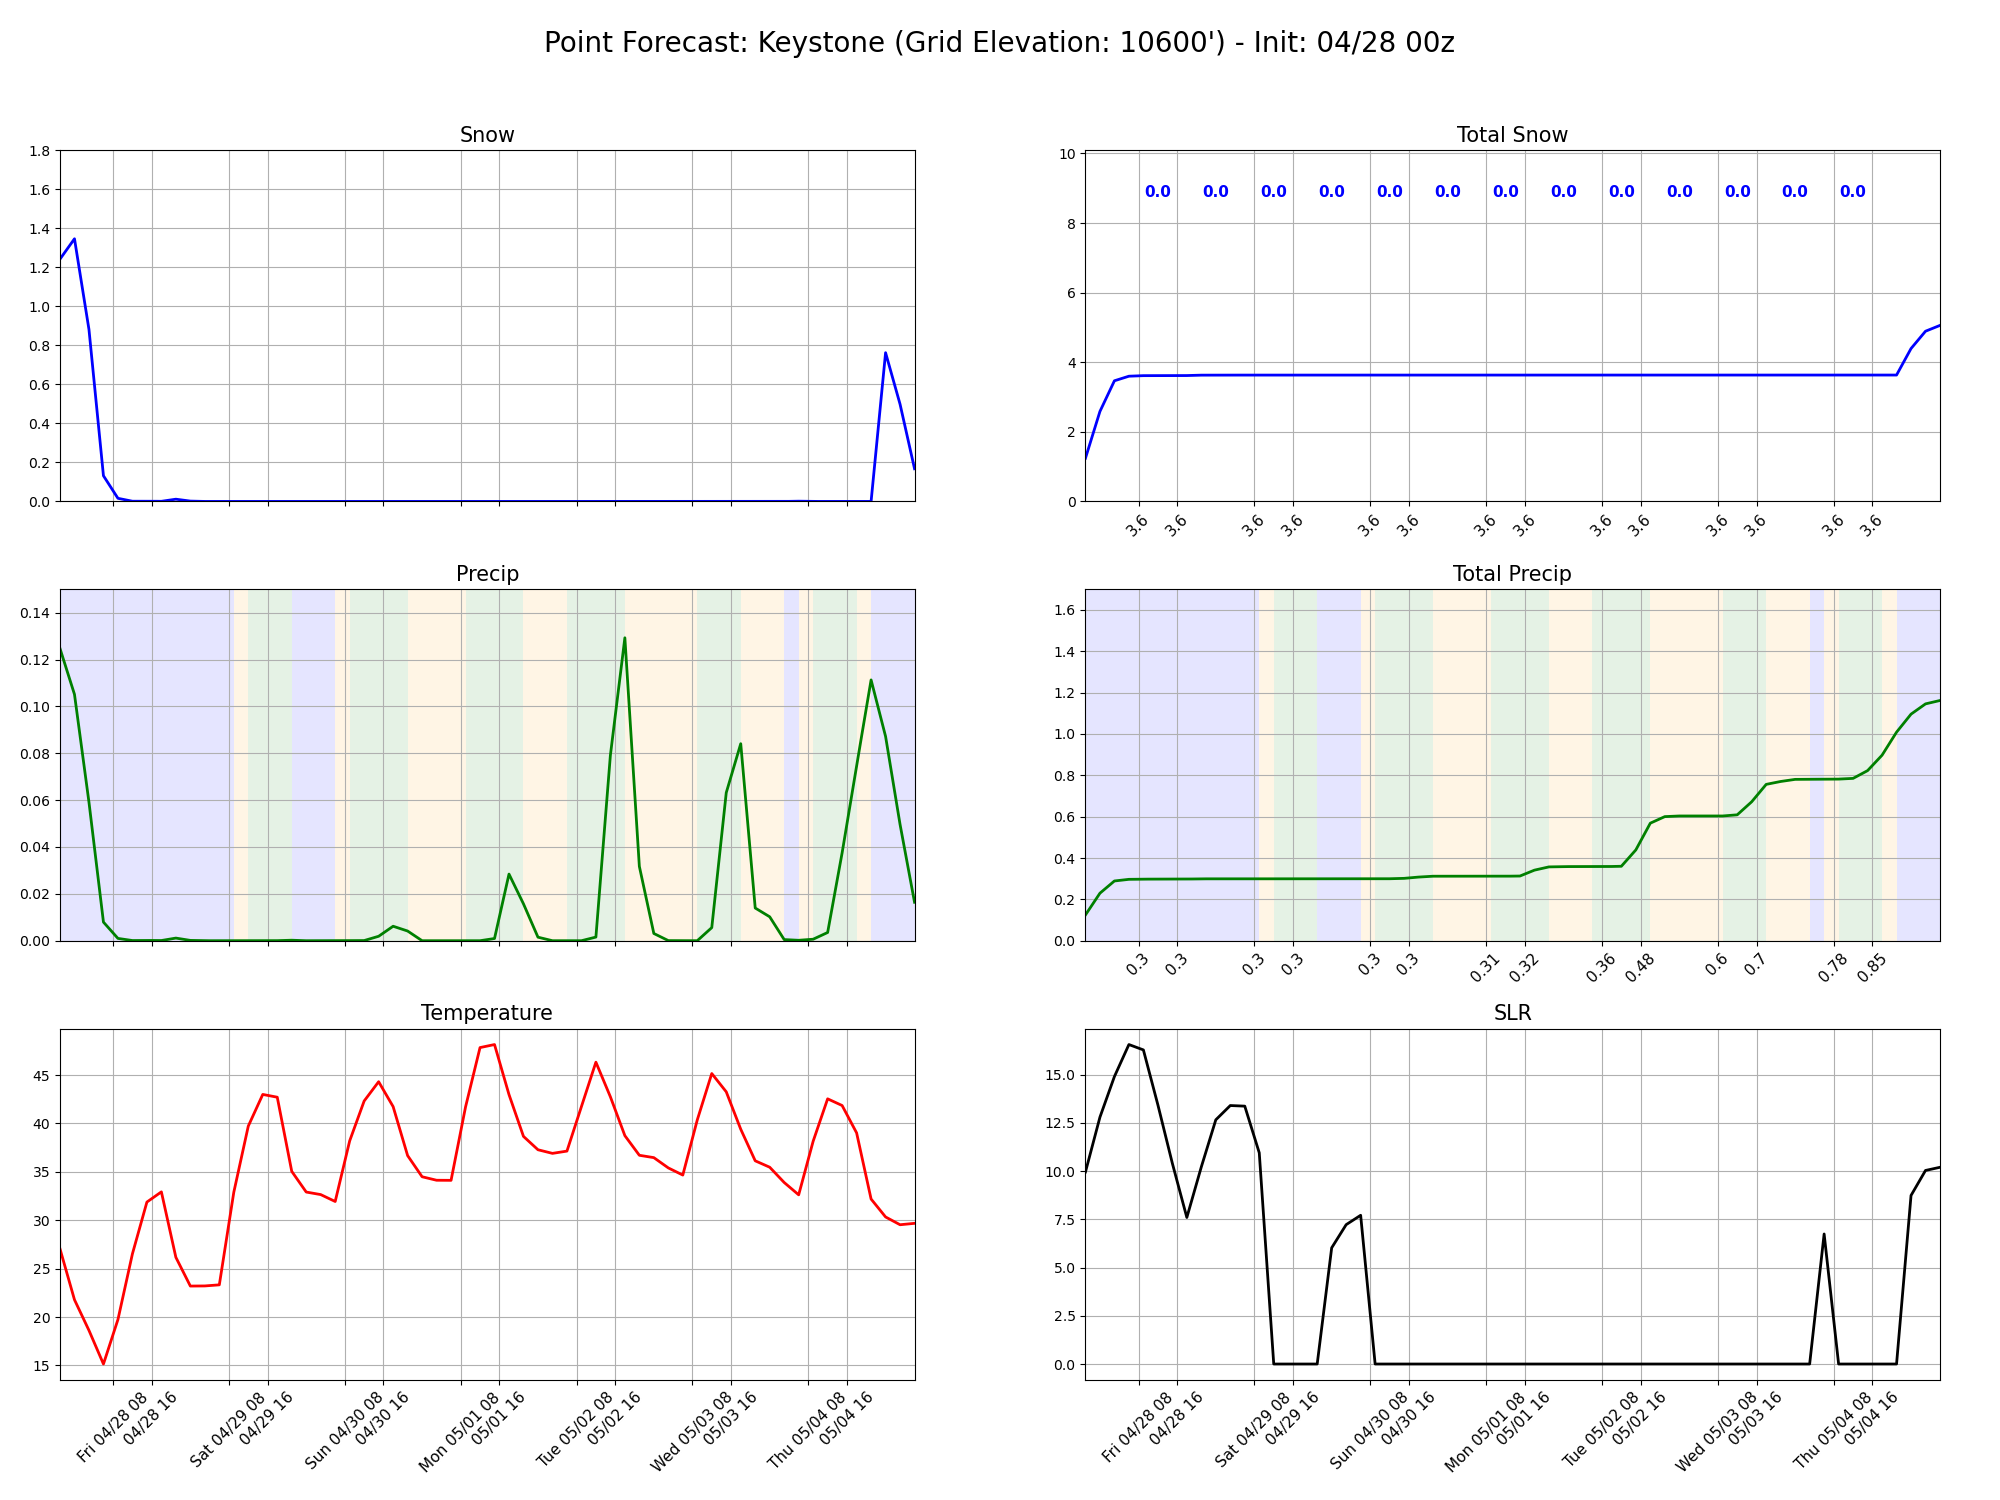 Point Forecast: Keystone (Grid Elevation: 10600') - Init: 04/28 00z
Snow
1.8
1.6
1.4
1.2
1.0
0.8
0.6
0.4
0.2
0.0
Total Snow
10
8
6
4
2
0
0.0 0.0 0.0 0.0 0.0 0.0 0.0 0.0 0.0 0.0 0.0 0.0 0.0
3.6 3.6 3.6 3.6 3.6 3.6 3.6 3.6 3.6 3.6 3.6 3.6 3.6 3.6
Precip
0.14
0.12
0.10
0.08
0.06
0.04
0.02
0.00
Total Precip
1.6
1.4
1.2
1.0
0.8
0.6
0.4
0.2
0.0
0.3 0.3 0.3 0.3 0.3 0.3 0.31 0.32 0.36 0.48 0.6 0.7 0.78 0.85
Temperature
45
40
35
30
25
20
15
Fri 04/28 08
04/28 16
Sat 04/29 08
04/29 16
Sun 04/30 08
04/30 16
Mon 05/01 08
05/01 16
Tue 05/02 08
05/02 16
Wed 05/03 08
05/03 16
Thu 05/04 08
05/04 16
SLR
15.0
12.5
10.0
7.5
5.0
2.5
0.0
Fri 04/28 08
04/28 16
Sat 04/29 08
04/29 16
Sun 04/30 08
04/30 16
Mon 05/01 08
05/01 16
Tue 05/02 08
05/02 16
Wed 05/03 08
05/03 16
Thu 05/04 08
05/04 16